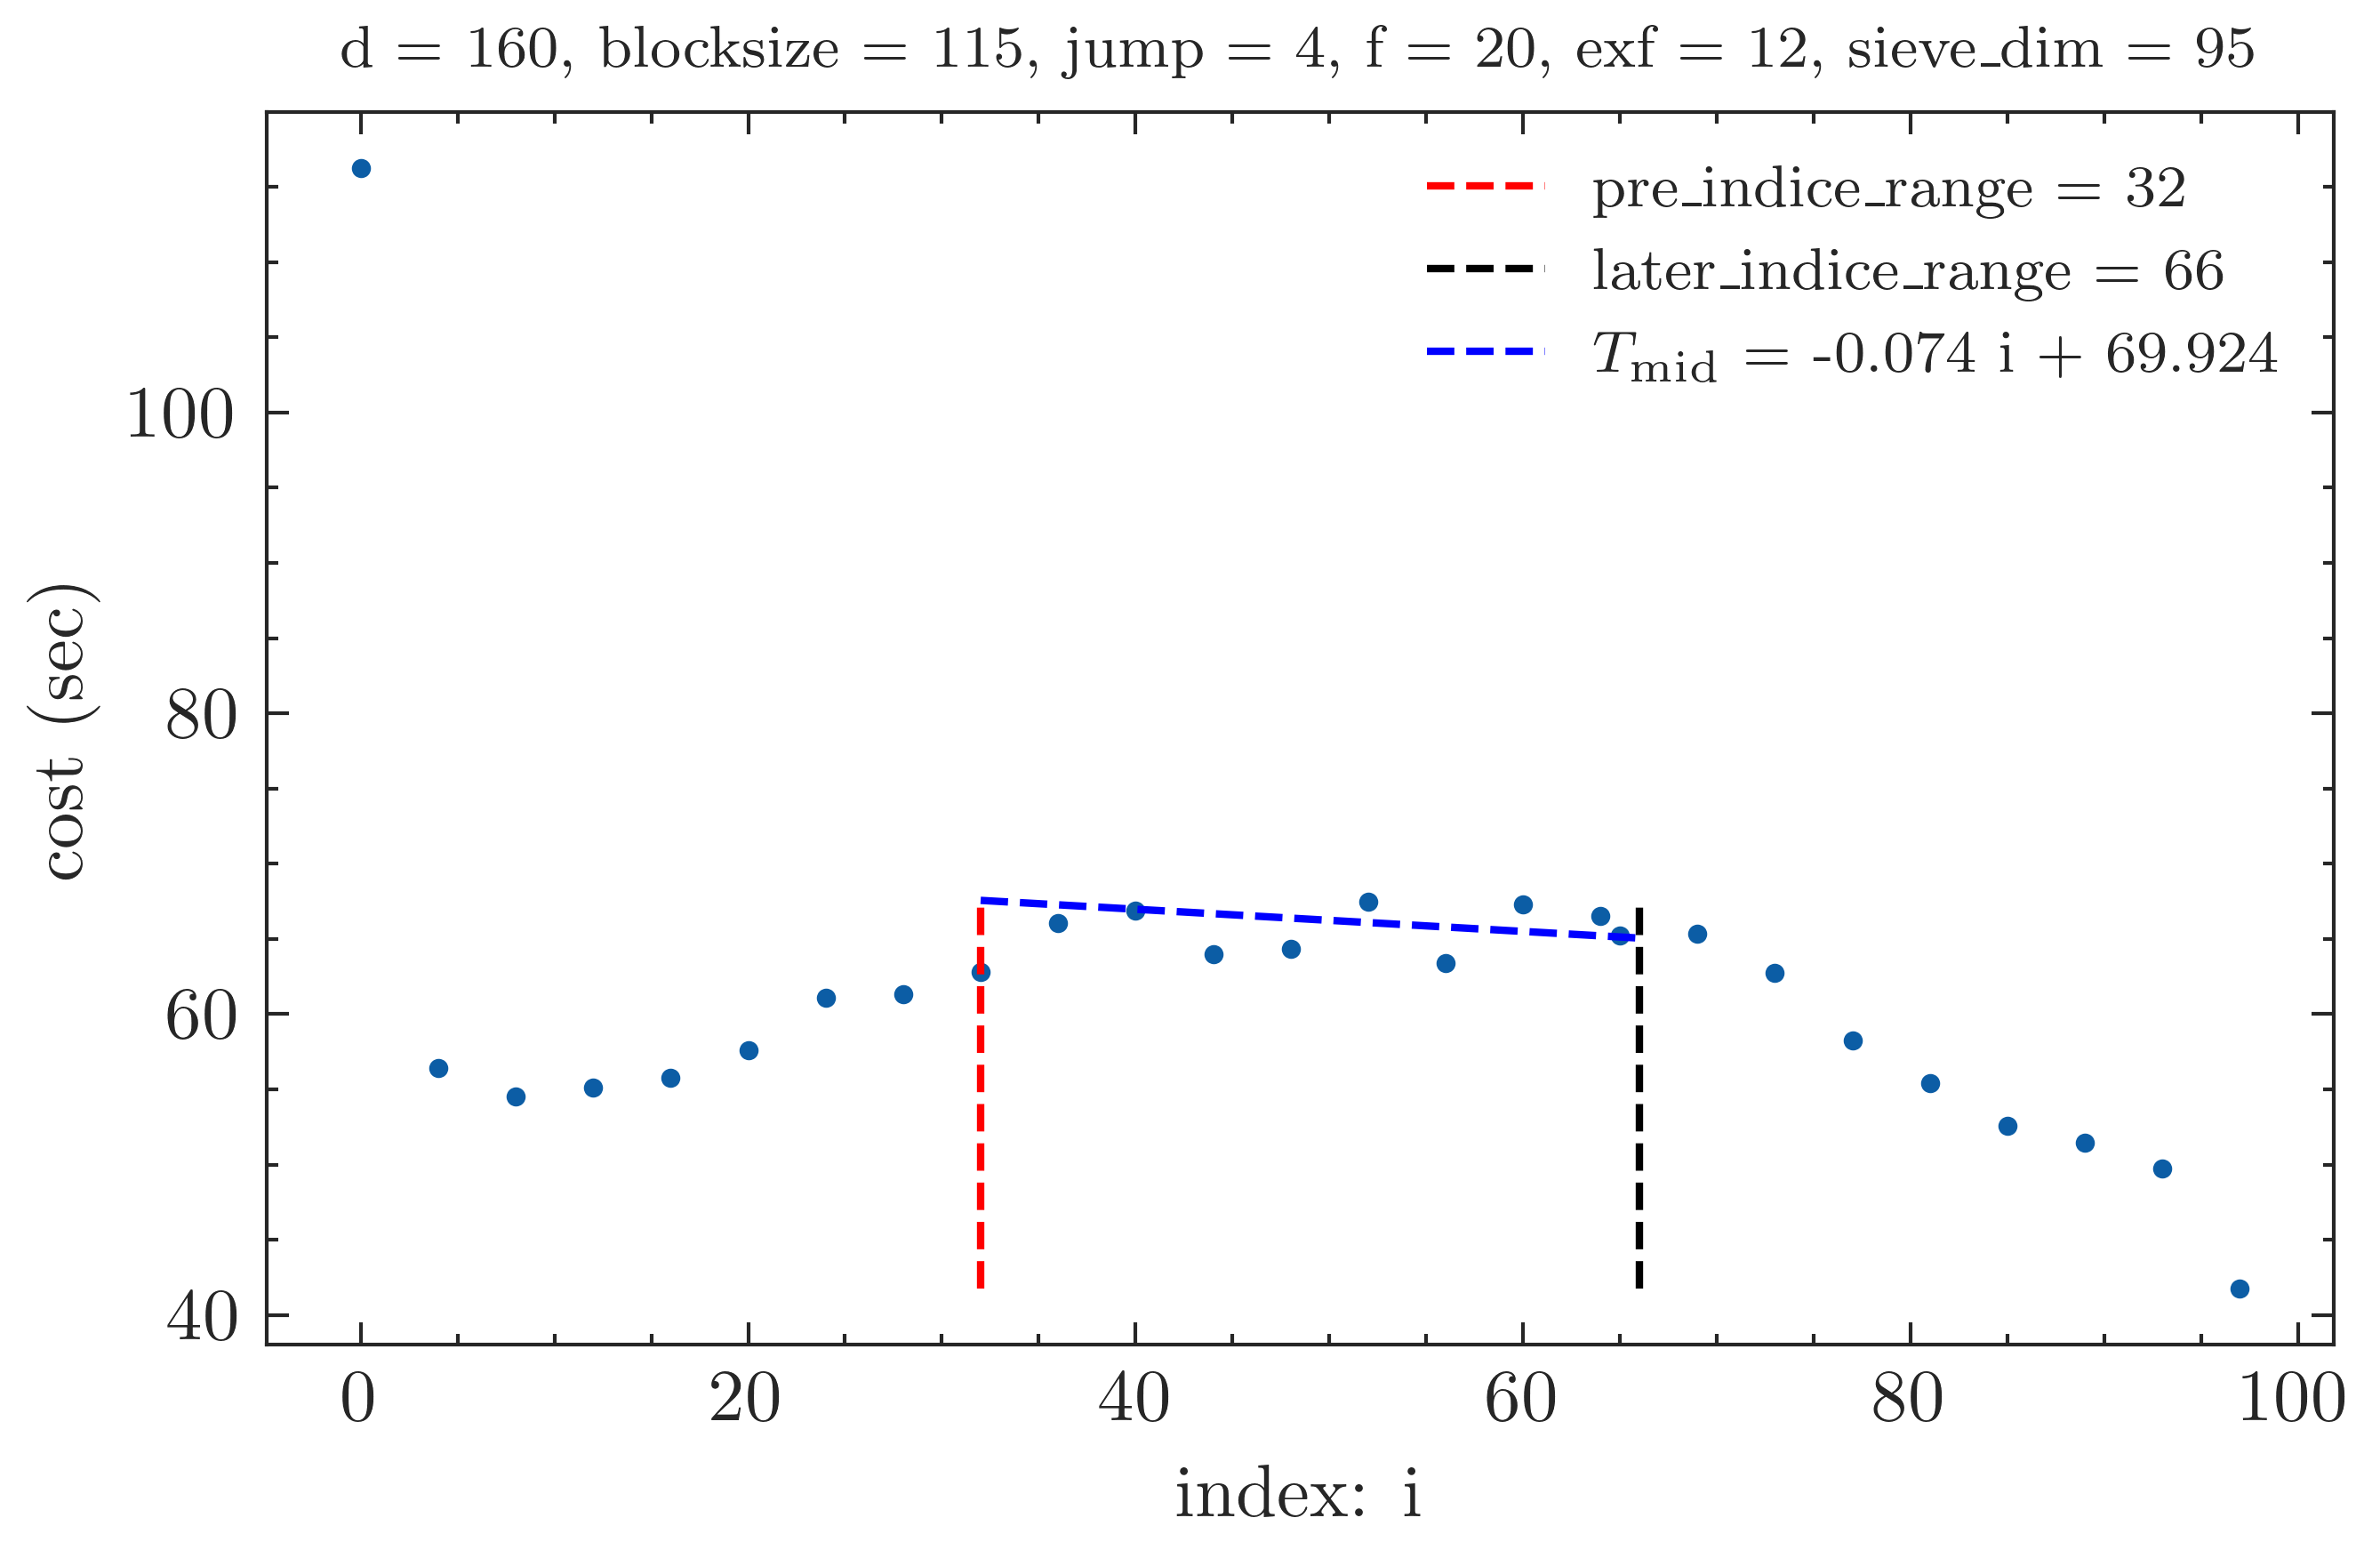 d = 160, blocksize = 115, jump = 4, f = 20, exf = 12, sieve_dim = 95
pre_indice_range = 32
later_indice_range = 66
T_mid = -0.074 i + 69.924
100
80
60
40
cost (sec)
0 20 40 60 80 100
index: i